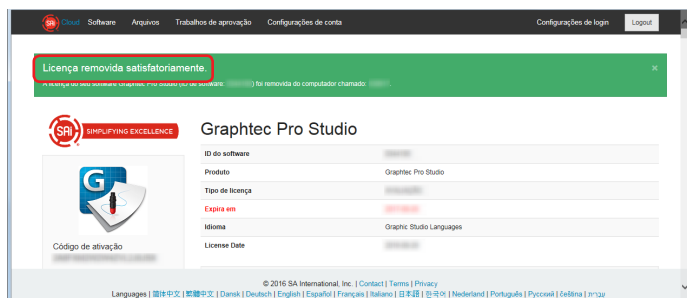 SAi Cloud Software Arquivos Trabalhos de aprovação Configurações de conta Configurações de login Logout
Licença removida satisfatoriamente. ×
A licença do seu software Graphtec Pro Studio (ID de software: ) foi removida do computador chamado:
SAi SIMPLIFYING EXCELLENCE
Graphtec Pro Studio
ID do software
Produto Graphtec Pro Studio
Tipo de licença
Expira em
Idioma Graphic Studio Languages
License Date
G
Código de ativação
© 2016 SA International, Inc. | Contact | Terms | Privacy
Languages | 简体中文 | 繁體中文 | Dansk | Deutsch | English | Español | Français | Italiano | 日本語 | 한국어 | Nederland | Português | Русский | čeština | עברית